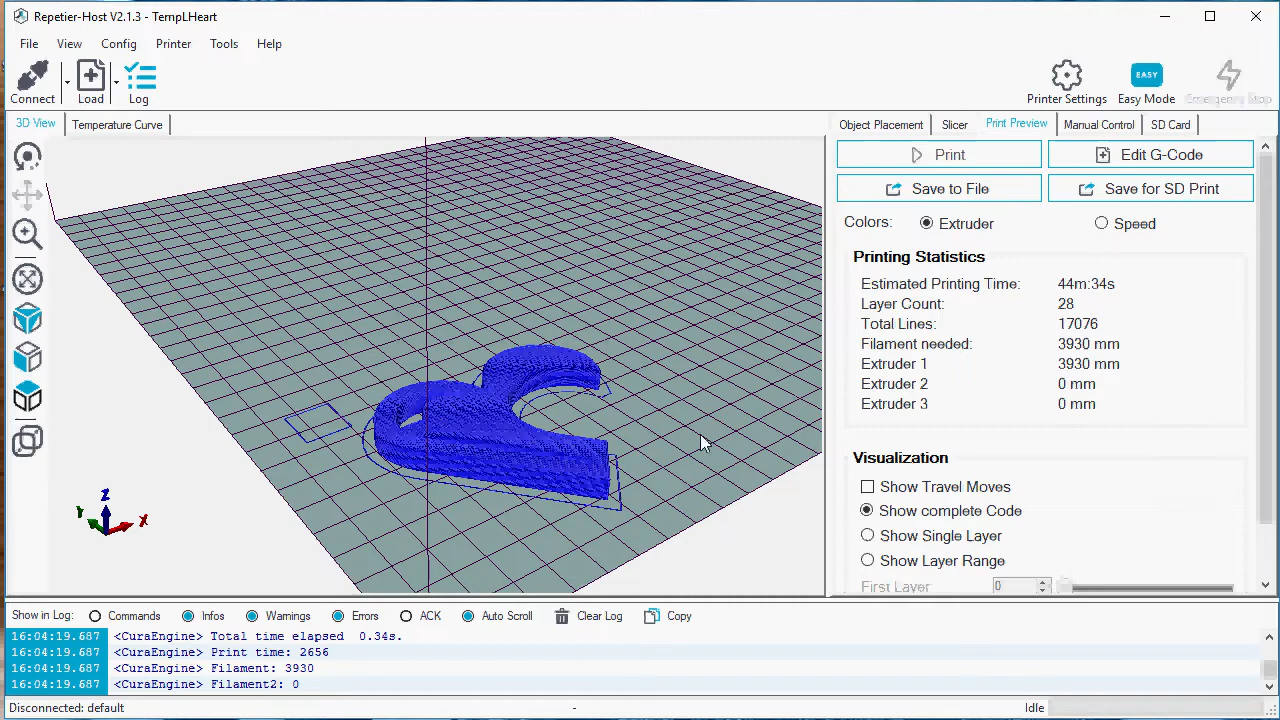 Repetier-Host V2.1.3 - TempLHeart
File View Config Printer Tools Help
Connect Load Log Printer Settings Easy Mode Emergency Stop
EASY
3D View Temperature Curve Object Placement Slicer Print Preview Manual Control SD Card
Print Edit G-Code
Save to File Save for SD Print
Colors: Extruder Speed
Printing Statistics
Estimated Printing Time: 44m:34s
Layer Count: 28
Total Lines: 17076
Filament needed: 3930 mm
Extruder 1 3930 mm
Extruder 2 0 mm
Extruder 3 0 mm
Visualization
Show Travel Moves
Show complete Code
Show Single Layer
Show Layer Range
First Layer: 0
Z
Y X
Show in Log: Commands Infos Warnings Errors ACK Auto Scroll Clear Log Copy
16:04:19.687 <CuraEngine> Total time elapsed 0.34s.
16:04:19.687 <CuraEngine> Print time: 2656
16:04:19.687 <CuraEngine> Filament: 3930
16:04:19.687 <CuraEngine> Filament2: 0
Disconnected: default - Idle